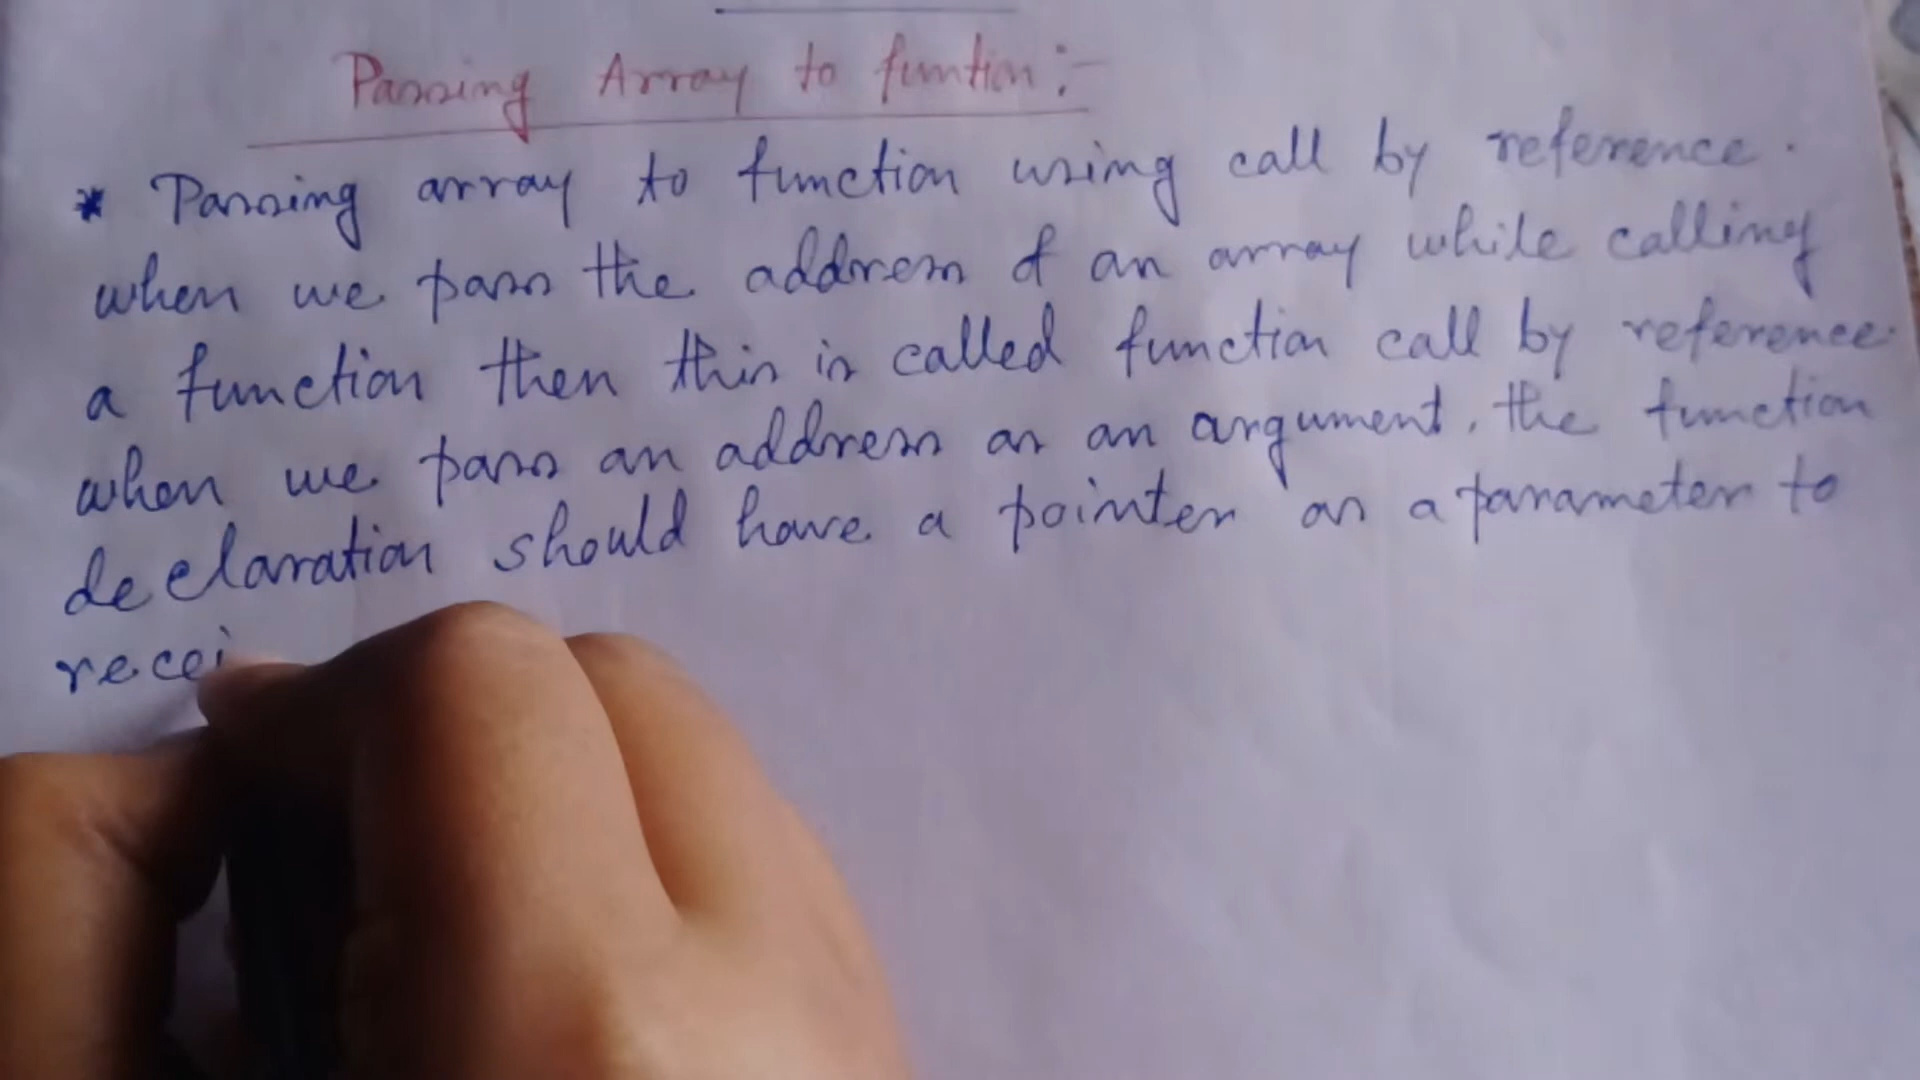 Passing Array to funtion:-
* Passing array to function using call by reference.
when we pass the address of an array while calling
a function then this is called function call by reference.
when we pass an address as an argument, the function
declaration should have a pointer as a parameter to
recei